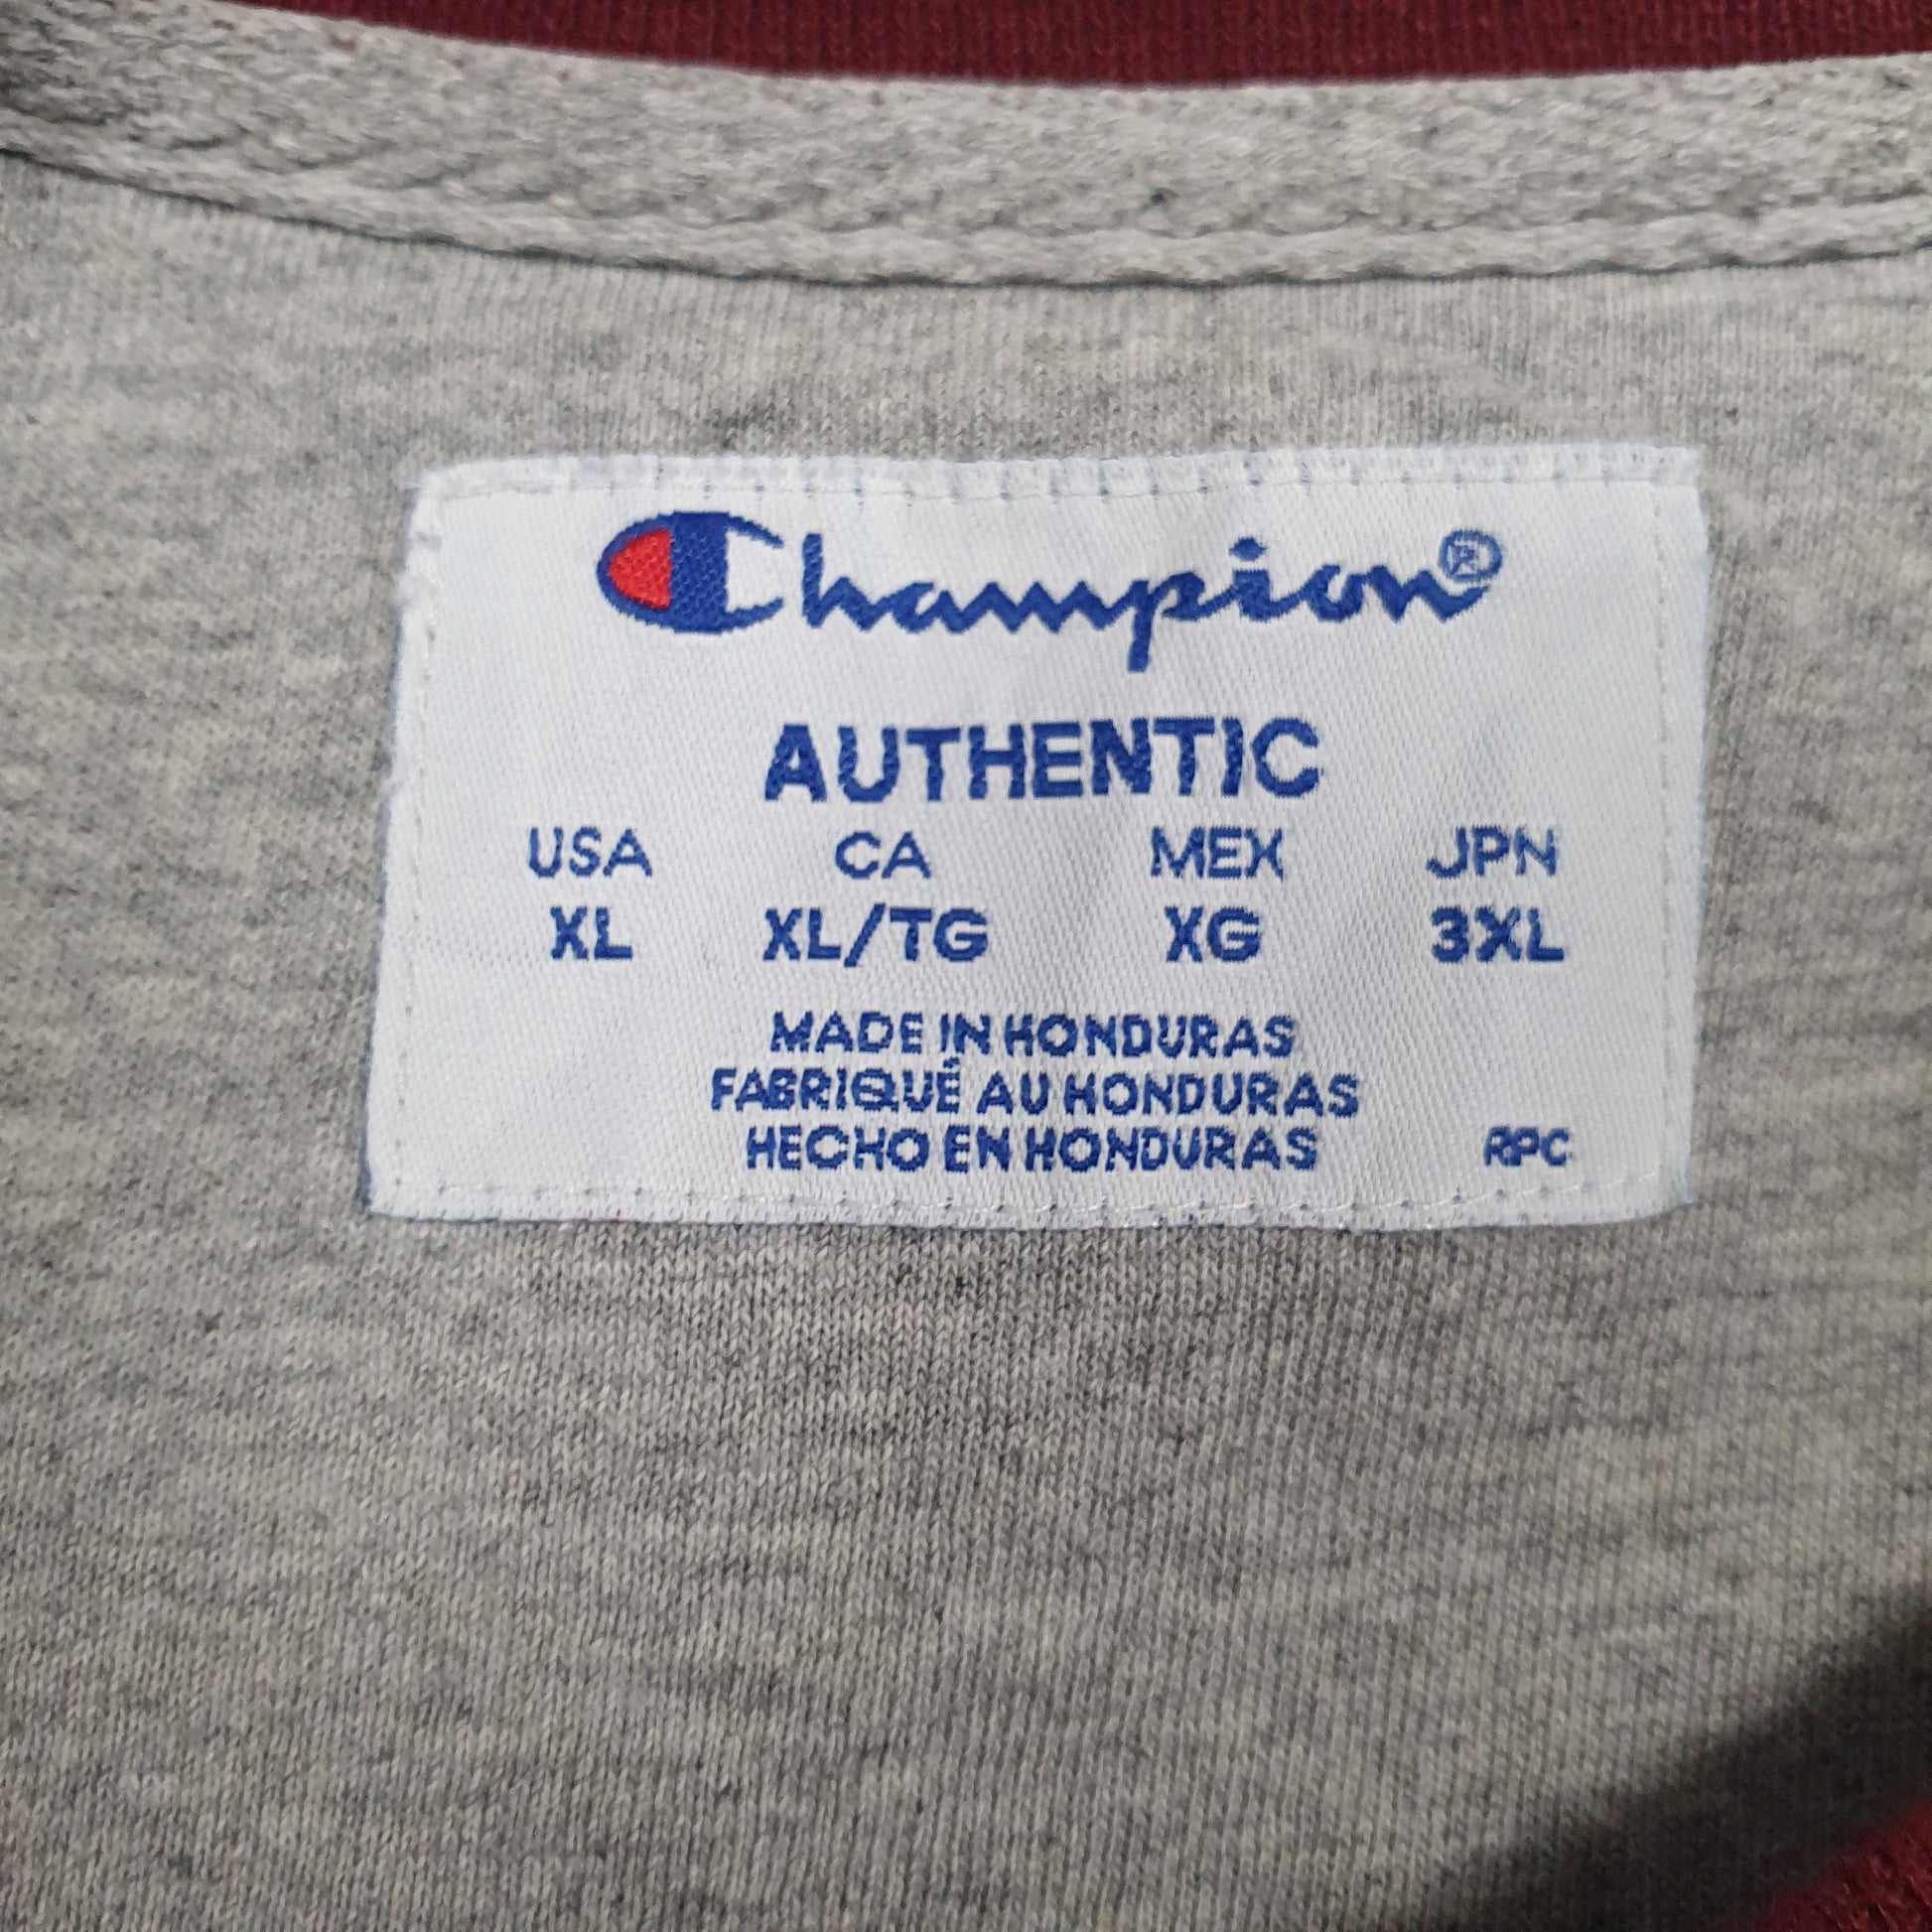 Champion®
AUTHENTIC
USA CA MEX JPN
XL XL/TG XG 3XL
MADE IN HONDURAS
FABRIQUÉ AU HONDURAS
HECHO EN HONDURAS RPC